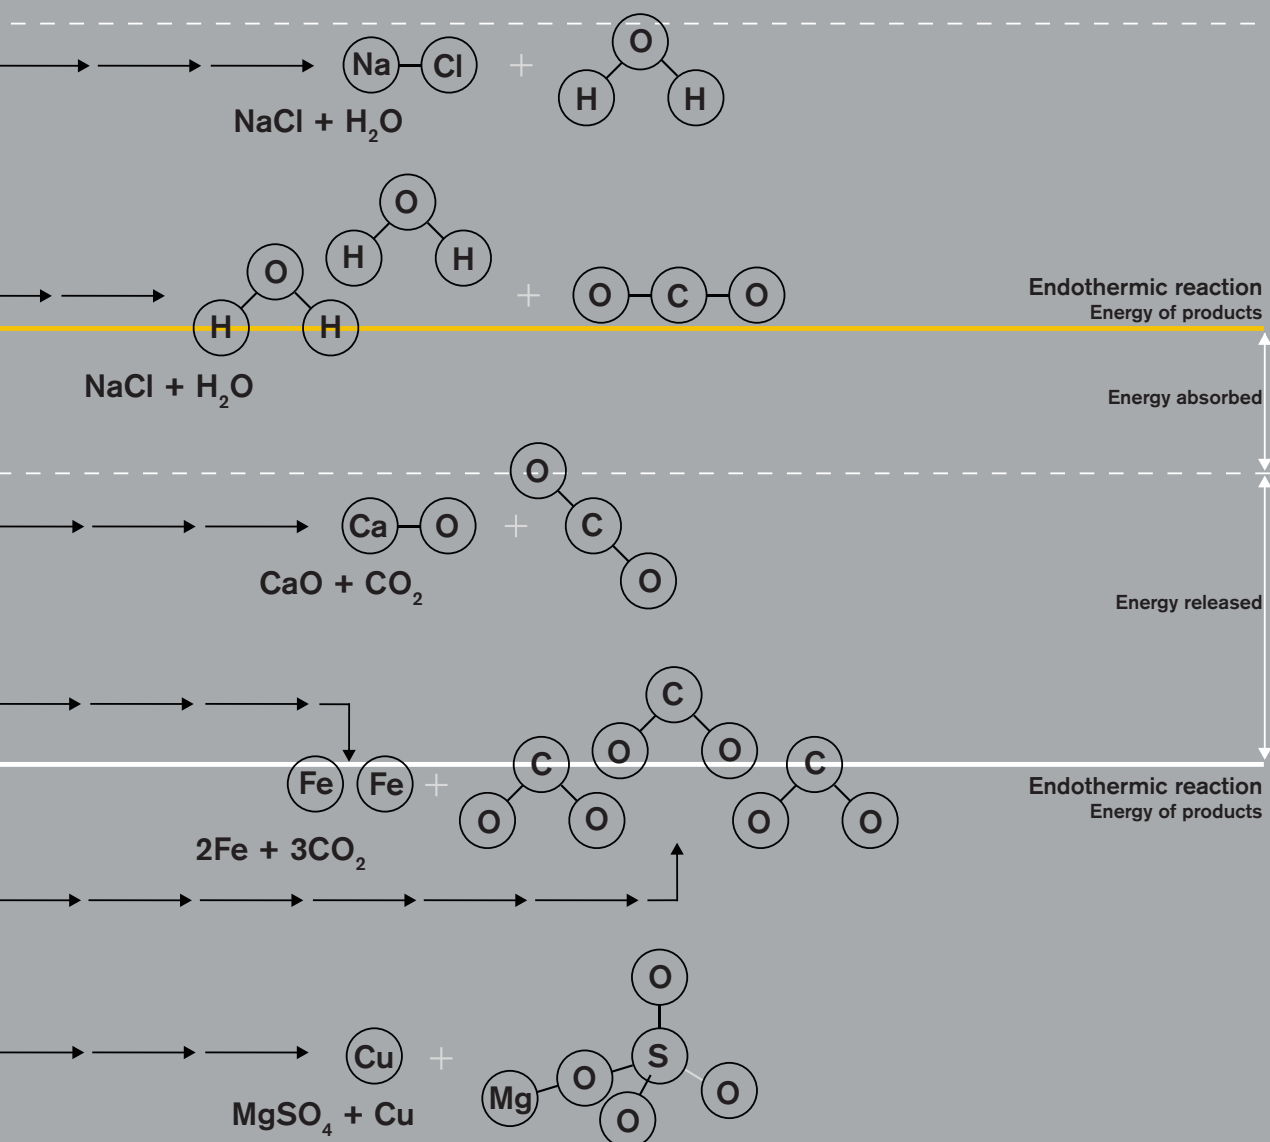 O
Na Cl + H H
NaCl + H₂O
O
H H
O
+ O C O
Endothermic reaction
Energy of products
H H
NaCl + H₂O
Energy absorbed
O
Ca O + C
CaO + CO₂
O
Energy released
C
O O
C C
Fe Fe +
Endothermic reaction
Energy of products
O O O O
2Fe + 3CO₂
O
Cu + S
O
Mg O
O
MgSO₄ + Cu